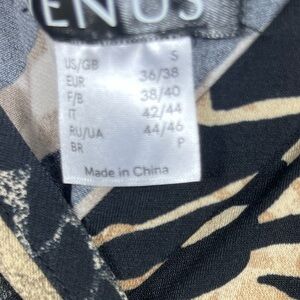 ENUS
US/GB S
EUR 36/38
F/B 38/40
IT 42/44
RU/UA 44/46
BR P
Made in China